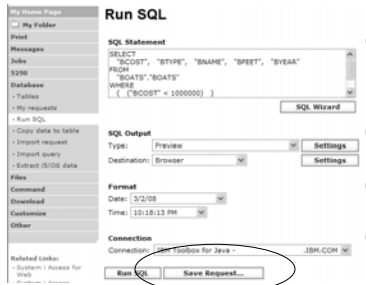 My Home Page
My Folder
Print
Messages
Jobs
5250
Database
- Tables
- My requests
- Run SQL
- Copy data to table
- Import request
- Import query
- Extract i5/OS data
Files
Command
Download
Customize
Other
Related Links:
- System i Access for
Web
- System i Access
Run SQL
SQL Statement
SELECT
"BCOST", "BTYPE", "BNAME", "BFEET", "BYEAR"
FROM
"BOATS"."BOATS"
WHERE
( ("BCOST" < 1000000) )
SQL Wizard
SQL Output
Type: Preview Settings
Destination: Browser Settings
Format
Date: 3/2/08
Time: 10:18:13 PM
Connection
Connection: IBM Toolbox for Java - .IBM.COM
Run SQL Save Request...